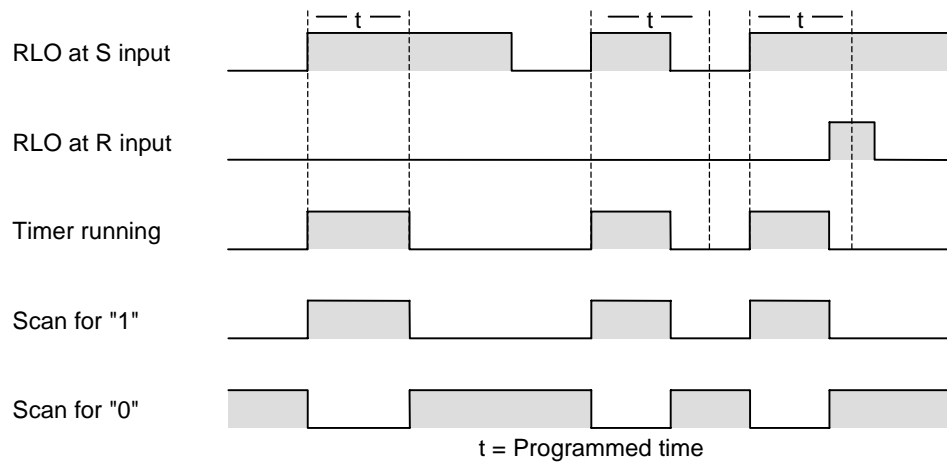 t t t
RLO at S input
RLO at R input
Timer running
Scan for "1"
Scan for "0"
t = Programmed time